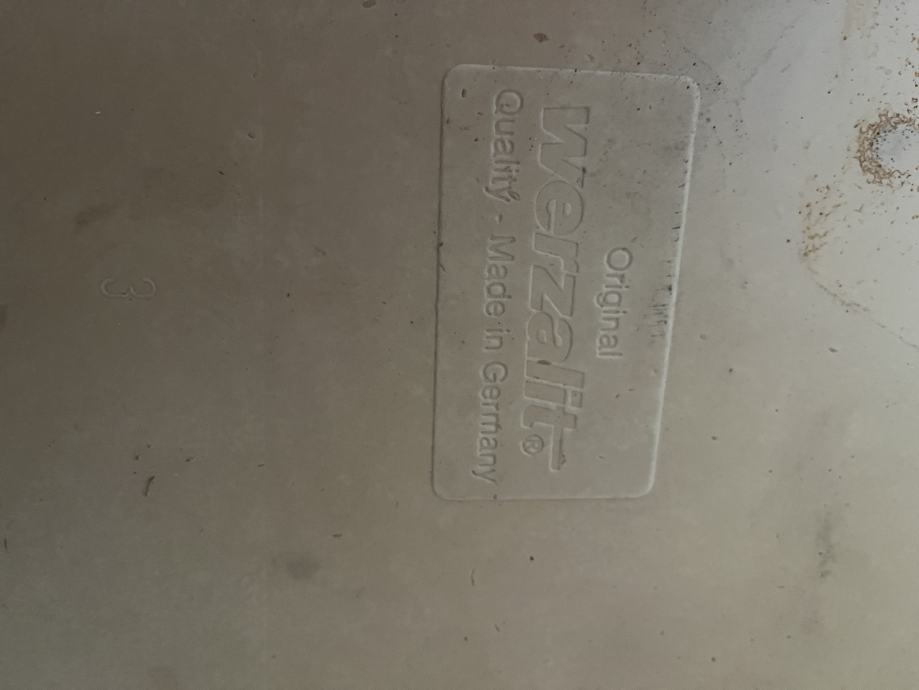 Original
werzalit®
Quality - Made in Germany
3